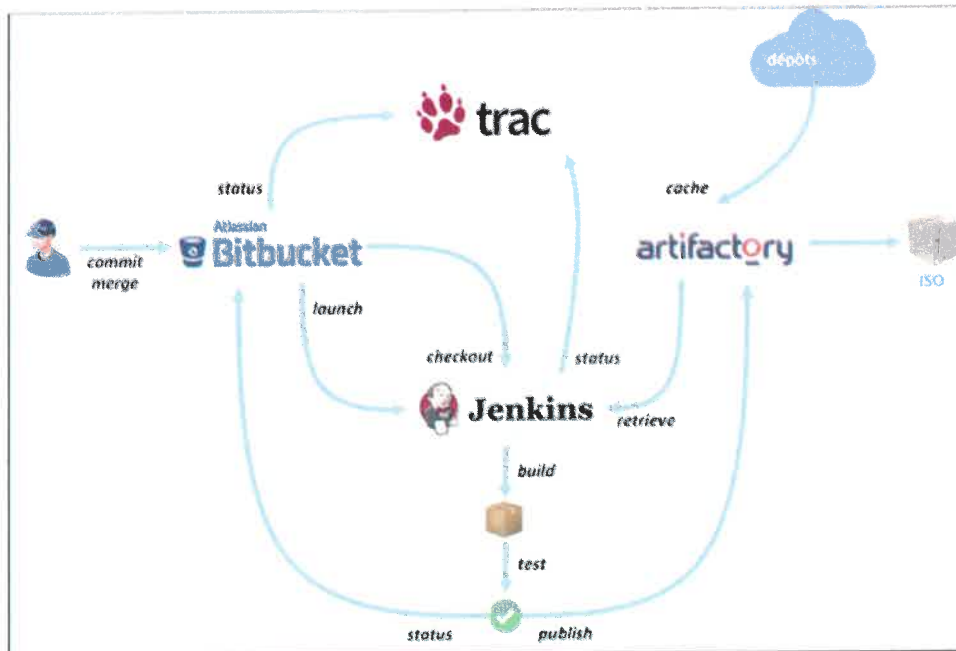 dépôts
trac
status
cache
Atlassian
Bitbucket
artifactory
commit
merge
ISO
launch
checkout
status
Jenkins
retrieve
build
test
status
publish